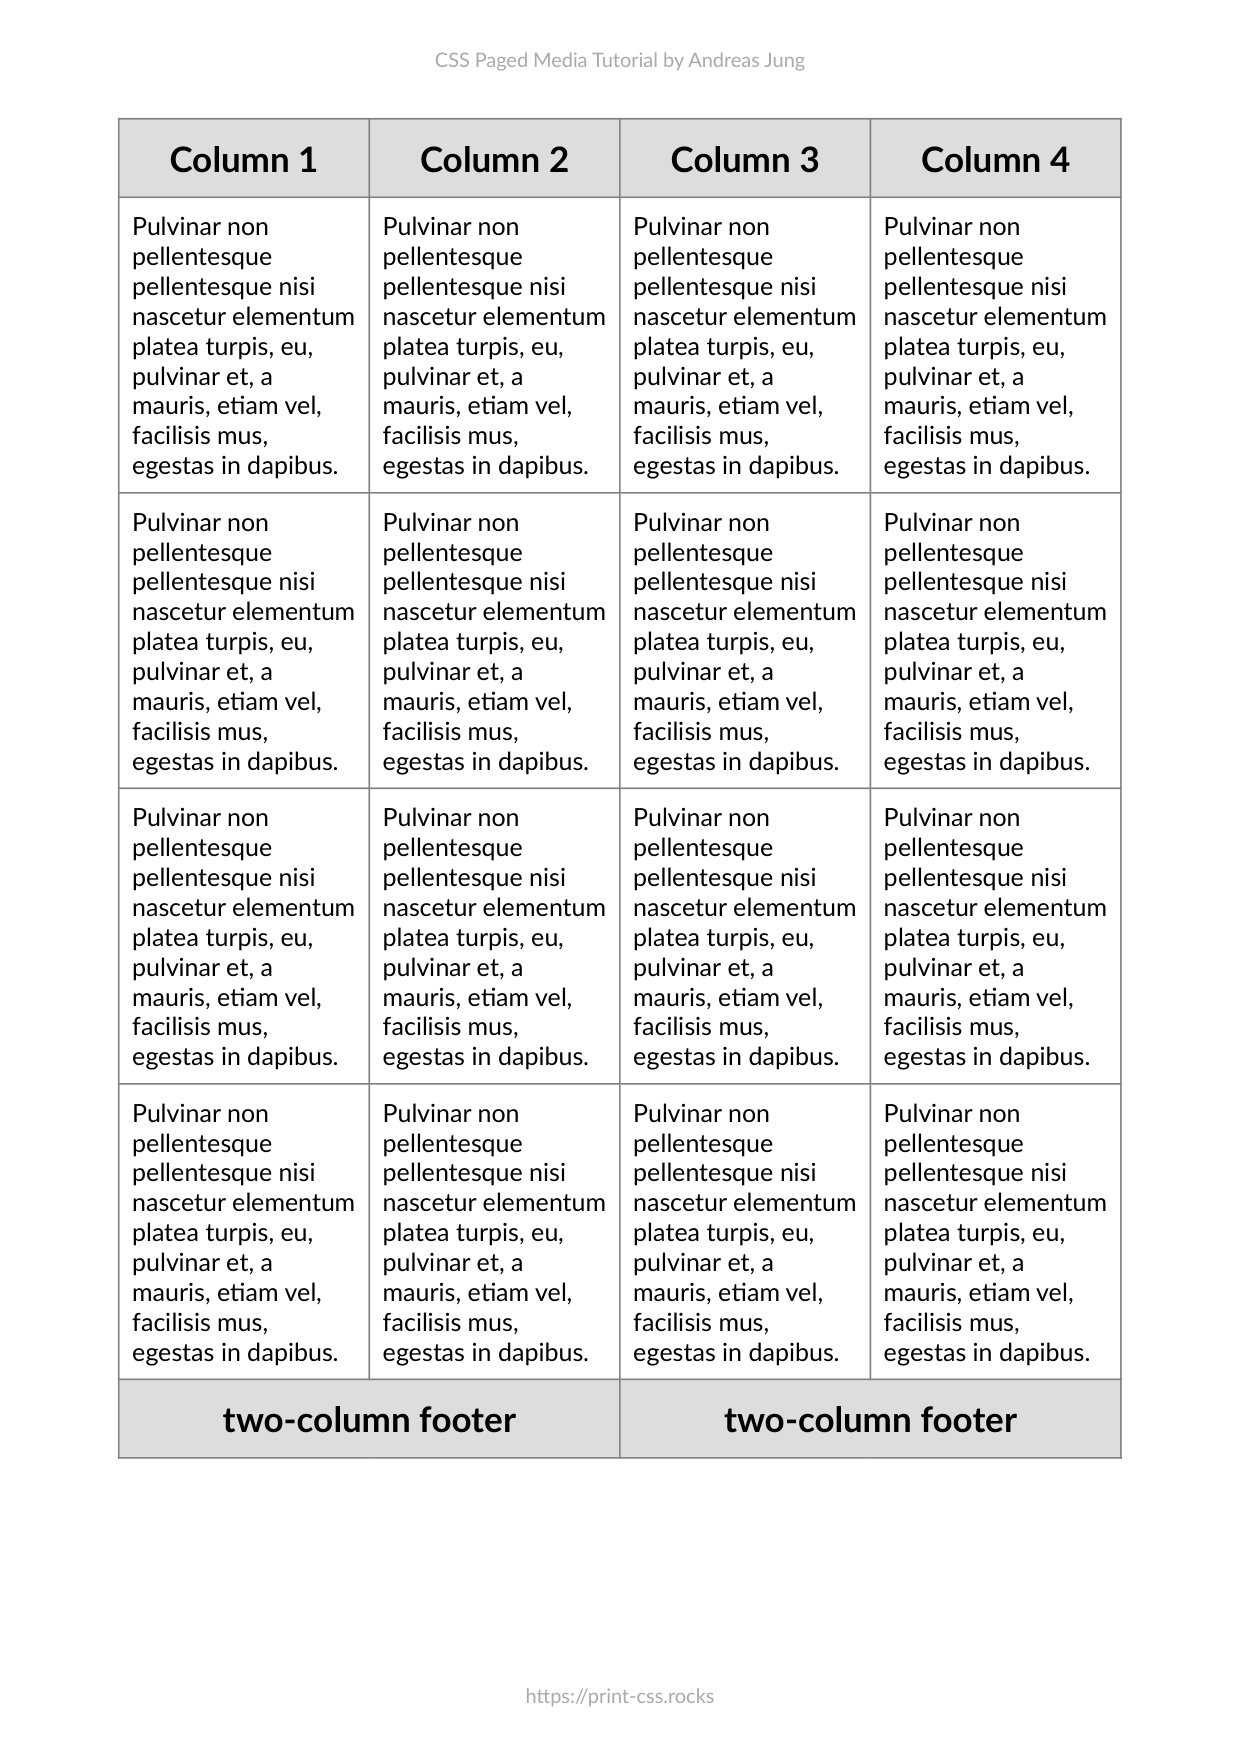 CSS Paged Media Tutorial by Andreas Jung
Column 1 Column 2 Column 3 Column 4
Pulvinar non
pellentesque
pellentesque nisi
nascetur elementum
platea turpis, eu,
pulvinar et, a
mauris, etiam vel,
facilisis mus,
egestas in dapibus.
Pulvinar non
pellentesque
pellentesque nisi
nascetur elementum
platea turpis, eu,
pulvinar et, a
mauris, etiam vel,
facilisis mus,
egestas in dapibus.
Pulvinar non
pellentesque
pellentesque nisi
nascetur elementum
platea turpis, eu,
pulvinar et, a
mauris, etiam vel,
facilisis mus,
egestas in dapibus.
Pulvinar non
pellentesque
pellentesque nisi
nascetur elementum
platea turpis, eu,
pulvinar et, a
mauris, etiam vel,
facilisis mus,
egestas in dapibus.
Pulvinar non
pellentesque
pellentesque nisi
nascetur elementum
platea turpis, eu,
pulvinar et, a
mauris, etiam vel,
facilisis mus,
egestas in dapibus.
Pulvinar non
pellentesque
pellentesque nisi
nascetur elementum
platea turpis, eu,
pulvinar et, a
mauris, etiam vel,
facilisis mus,
egestas in dapibus.
Pulvinar non
pellentesque
pellentesque nisi
nascetur elementum
platea turpis, eu,
pulvinar et, a
mauris, etiam vel,
facilisis mus,
egestas in dapibus.
Pulvinar non
pellentesque
pellentesque nisi
nascetur elementum
platea turpis, eu,
pulvinar et, a
mauris, etiam vel,
facilisis mus,
egestas in dapibus.
Pulvinar non
pellentesque
pellentesque nisi
nascetur elementum
platea turpis, eu,
pulvinar et, a
mauris, etiam vel,
facilisis mus,
egestas in dapibus.
Pulvinar non
pellentesque
pellentesque nisi
nascetur elementum
platea turpis, eu,
pulvinar et, a
mauris, etiam vel,
facilisis mus,
egestas in dapibus.
Pulvinar non
pellentesque
pellentesque nisi
nascetur elementum
platea turpis, eu,
pulvinar et, a
mauris, etiam vel,
facilisis mus,
egestas in dapibus.
Pulvinar non
pellentesque
pellentesque nisi
nascetur elementum
platea turpis, eu,
pulvinar et, a
mauris, etiam vel,
facilisis mus,
egestas in dapibus.
Pulvinar non
pellentesque
pellentesque nisi
nascetur elementum
platea turpis, eu,
pulvinar et, a
mauris, etiam vel,
facilisis mus,
egestas in dapibus.
Pulvinar non
pellentesque
pellentesque nisi
nascetur elementum
platea turpis, eu,
pulvinar et, a
mauris, etiam vel,
facilisis mus,
egestas in dapibus.
Pulvinar non
pellentesque
pellentesque nisi
nascetur elementum
platea turpis, eu,
pulvinar et, a
mauris, etiam vel,
facilisis mus,
egestas in dapibus.
Pulvinar non
pellentesque
pellentesque nisi
nascetur elementum
platea turpis, eu,
pulvinar et, a
mauris, etiam vel,
facilisis mus,
egestas in dapibus.
two-column footer two-column footer
https://print-css.rocks